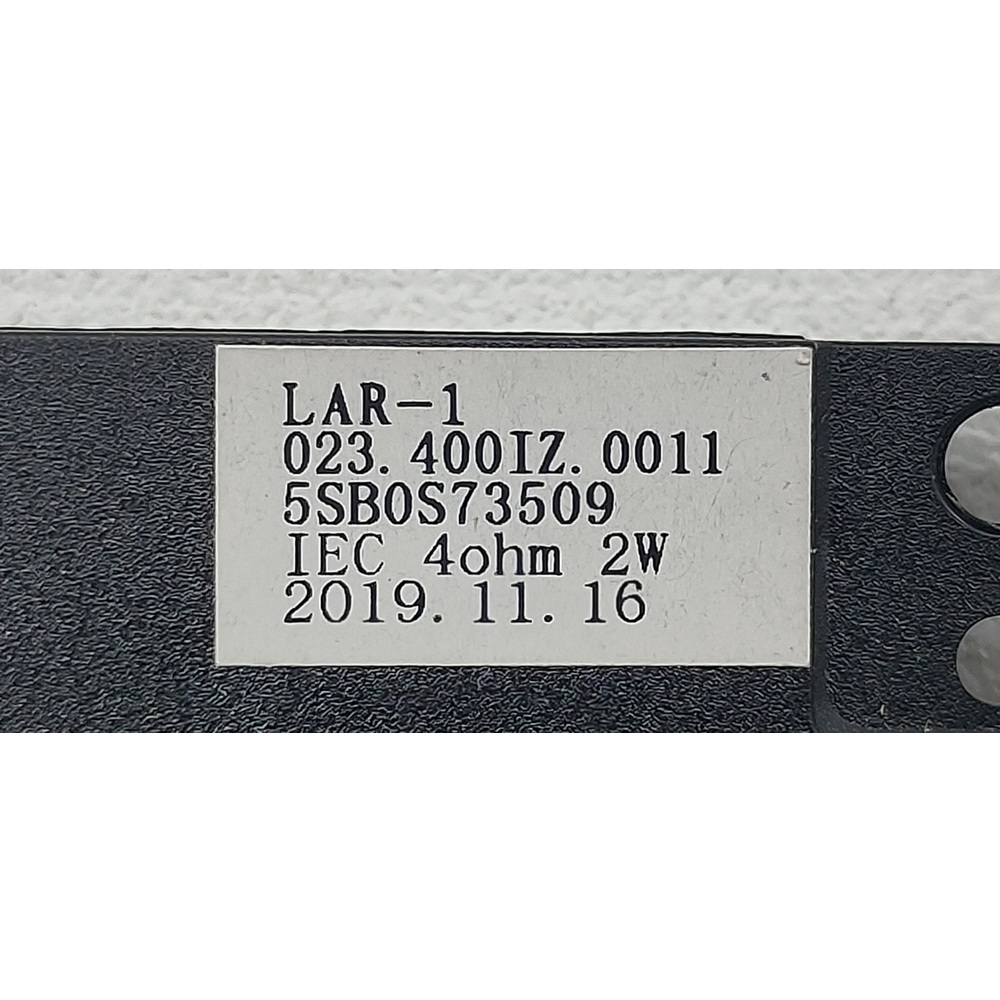 LAR-1
023.400IZ.0011
5SB0S73509
IEC 4ohm 2W
2019.11.16